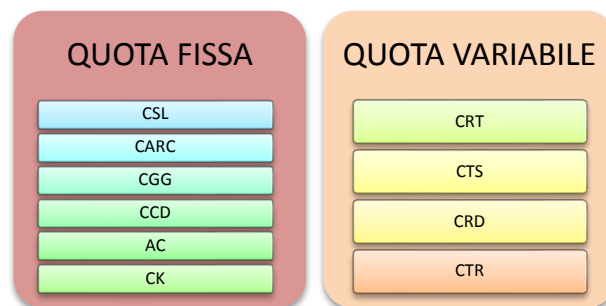 QUOTA FISSA
CSL
CARC
CGG
CCD
AC
CK
QUOTA VARIABILE
CRT
CTS
CRD
CTR